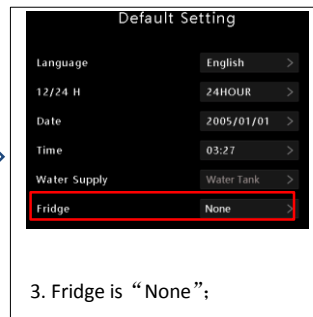 Default Setting
Language English >
12/24 H 24HOUR >
Date 2005/01/01 >
Time 03:27 >
Water Supply Water Tank >
Fridge None >
3. Fridge is “None”;